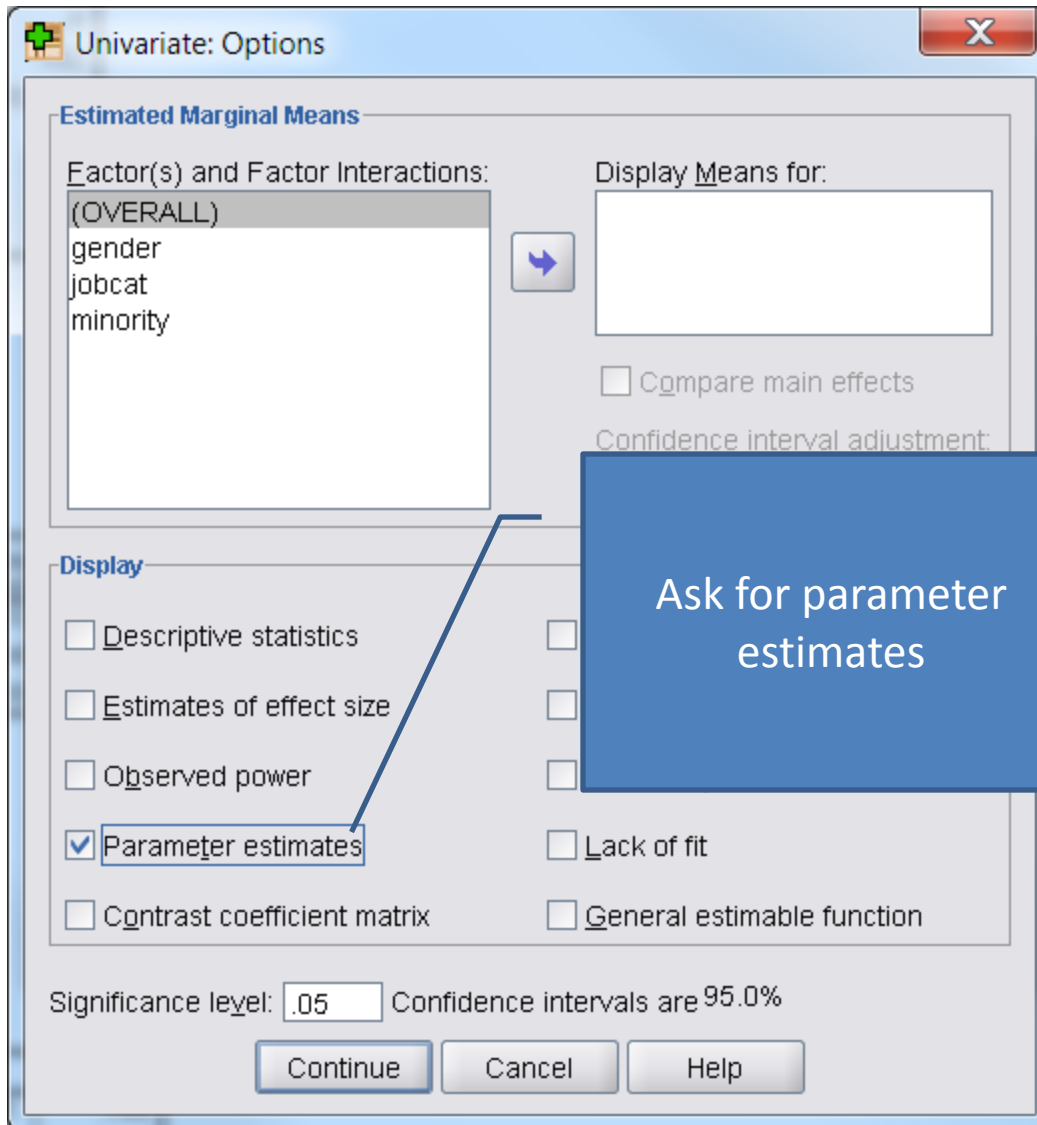 Univariate: Options
Estimated Marginal Means
Factor(s) and Factor Interactions:
(OVERALL)
gender
jobcat
minority
Display Means for:
Compare main effects
Confidence interval adjustment:
Ask for parameter
estimates
Display
Descriptive statistics
Estimates of effect size
Observed power
Parameter estimates
Lack of fit
Contrast coefficient matrix
General estimable function
Significance level: .05 Confidence intervals are 95.0%
Continue Cancel Help